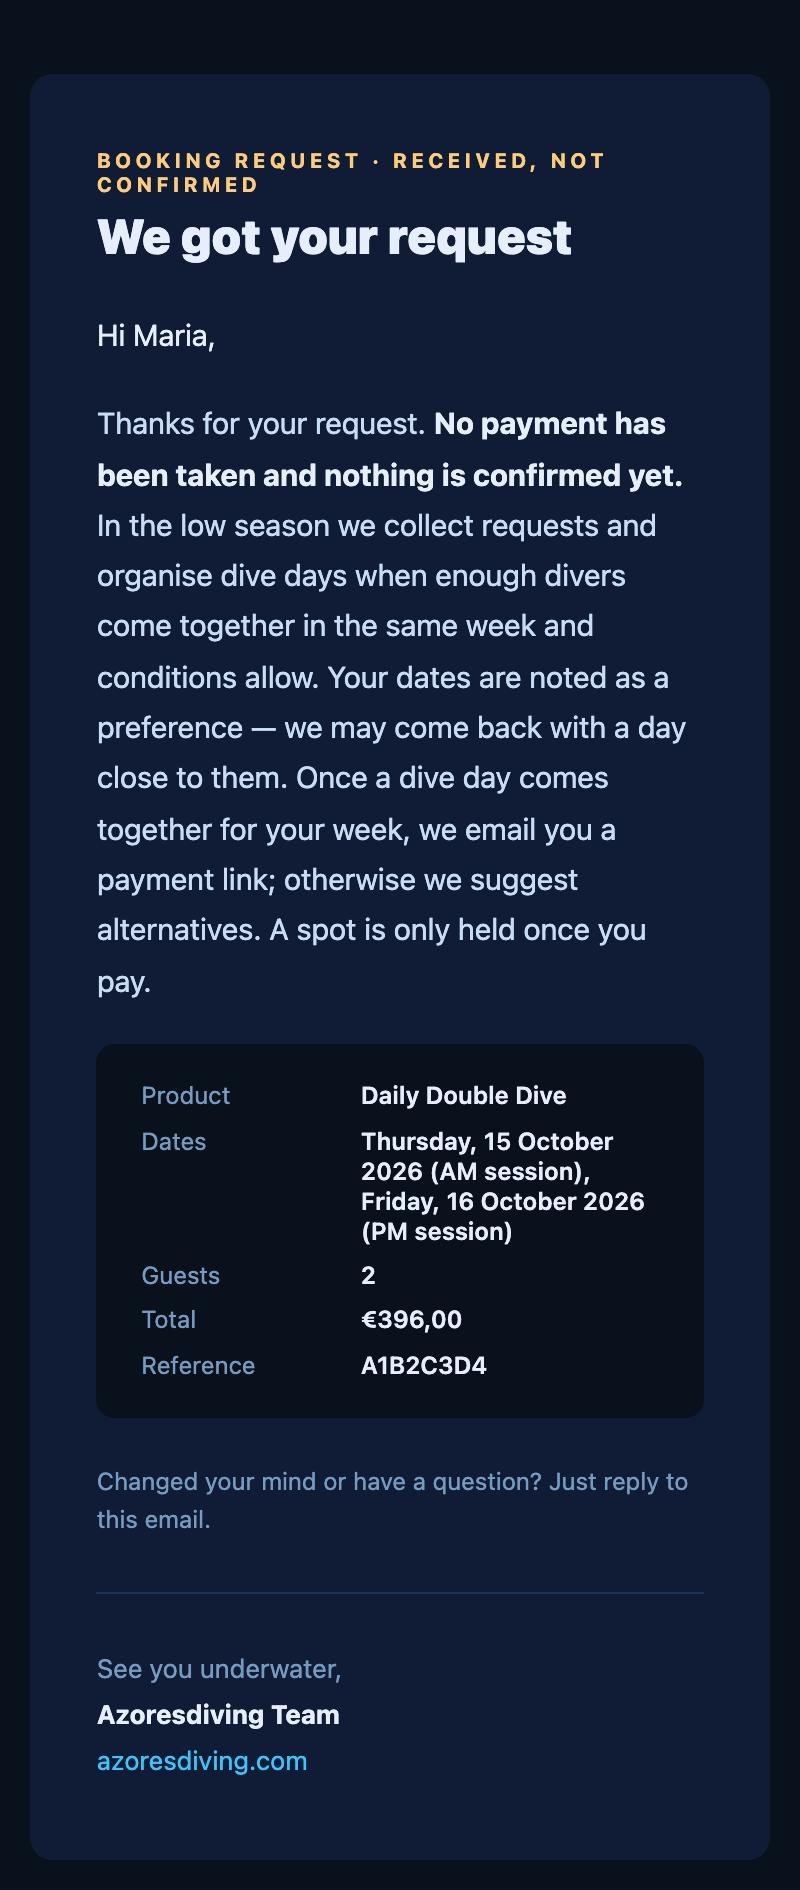 BOOKING REQUEST · RECEIVED, NOT
CONFIRMED
We got your request
Hi Maria,
Thanks for your request. No payment has
been taken and nothing is confirmed yet.
In the low season we collect requests and
organise dive days when enough divers
come together in the same week and
conditions allow. Your dates are noted as a
preference — we may come back with a day
close to them. Once a dive day comes
together for your week, we email you a
payment link; otherwise we suggest
alternatives. A spot is only held once you
pay.
Product Daily Double Dive
Dates Thursday, 15 October
2026 (AM session),
Friday, 16 October 2026
(PM session)
Guests 2
Total €396,00
Reference A1B2C3D4
Changed your mind or have a question? Just reply to
this email.
See you underwater,
Azoresdiving Team
azoresdiving.com